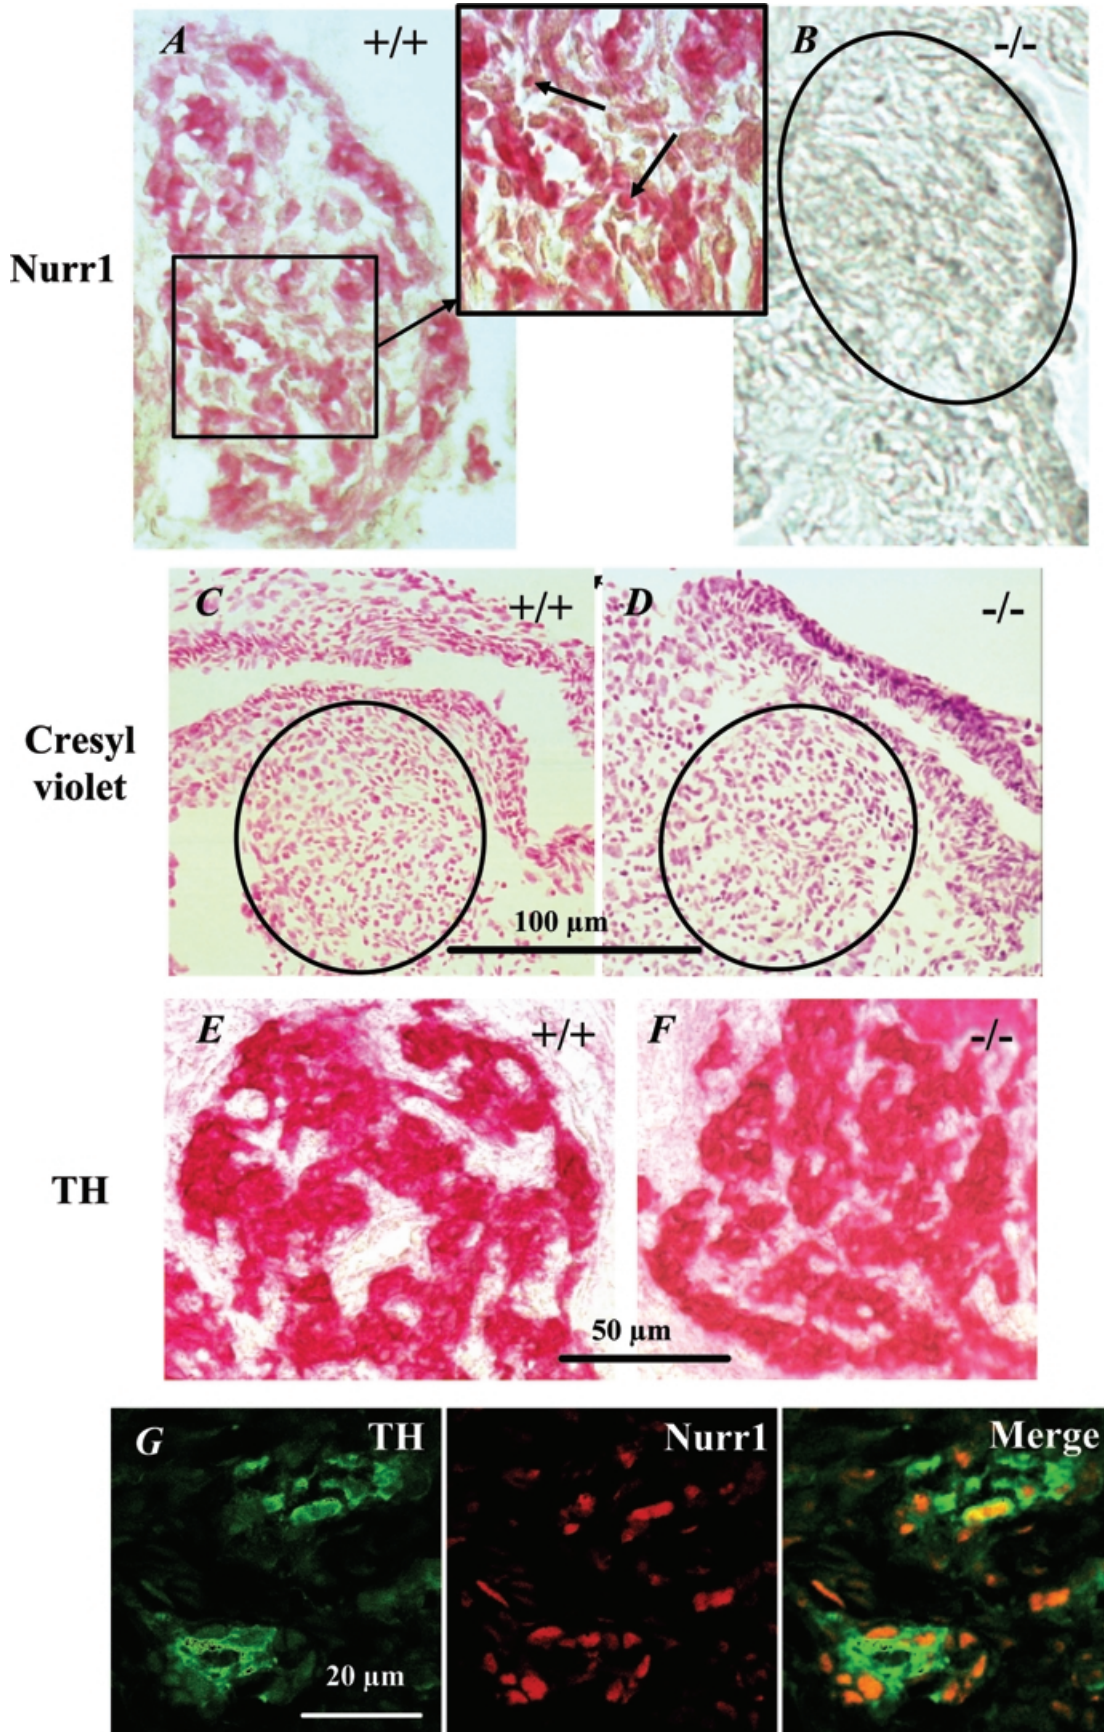 A +/+
B -/-
Nurr1
C +/+
D -/-
Cresyl
violet
100 µm
E +/+
F -/-
TH
50 µm
G TH
Nurr1
Merge
20 µm